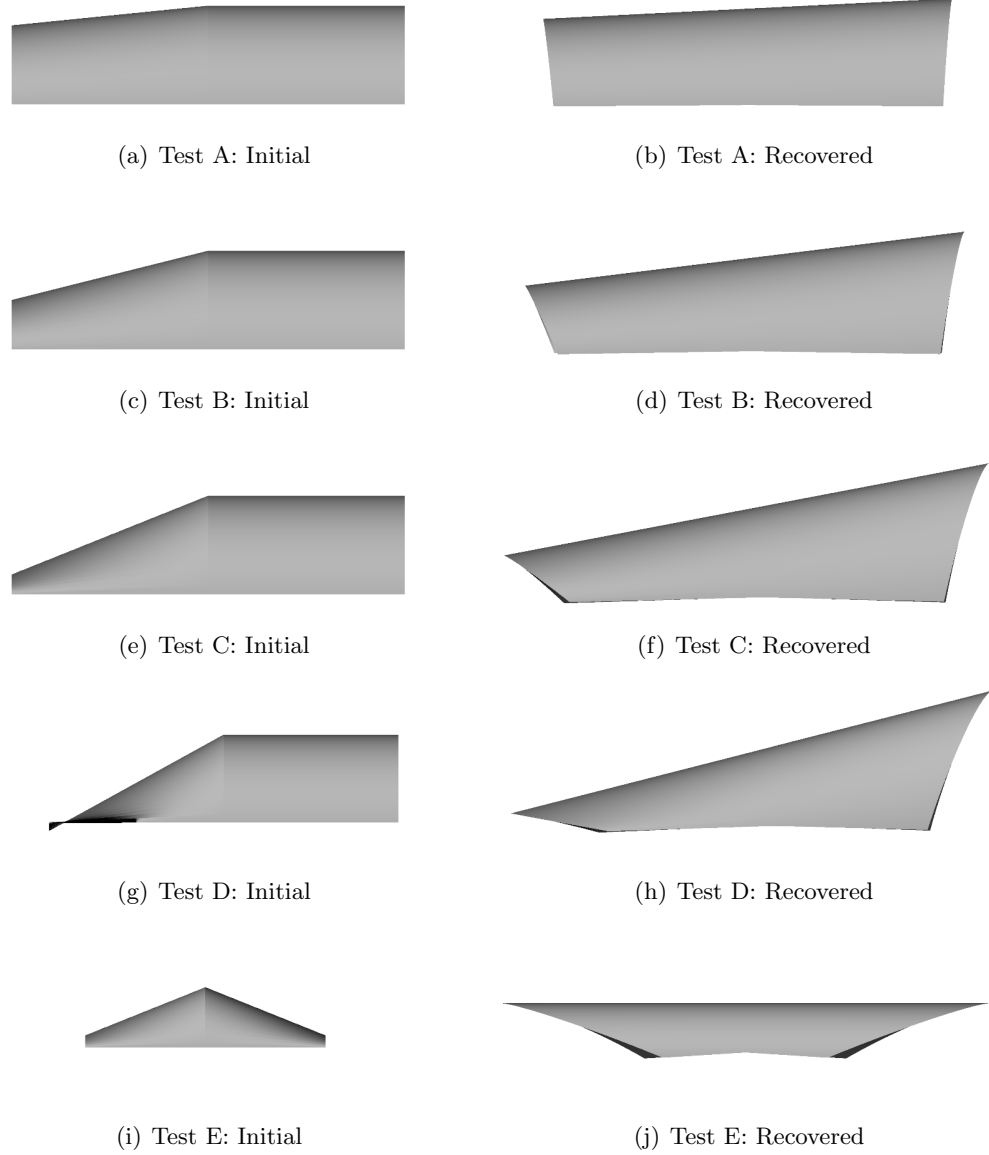 (a) Test A: Initial
(b) Test A: Recovered
(c) Test B: Initial
(d) Test B: Recovered
(e) Test C: Initial
(f) Test C: Recovered
(g) Test D: Initial
(h) Test D: Recovered
(i) Test E: Initial
(j) Test E: Recovered